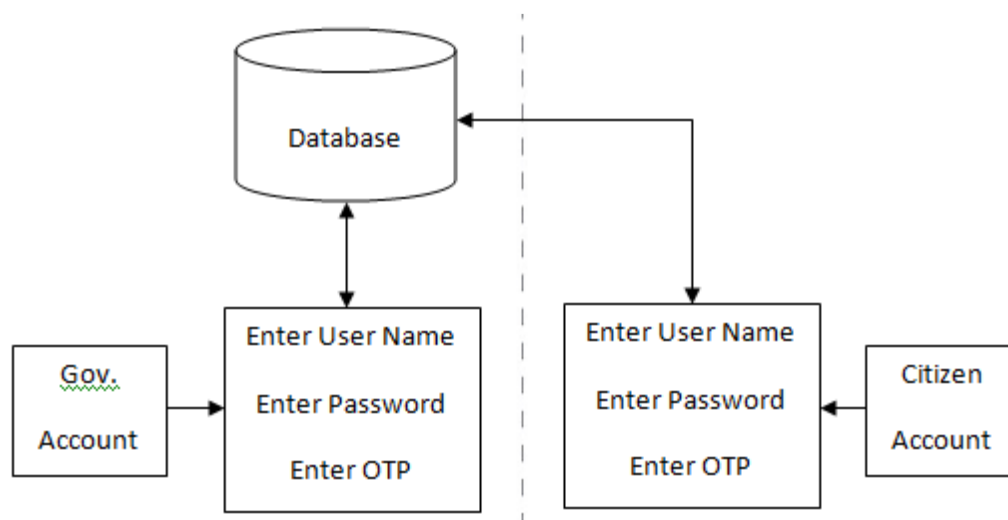 Database
Gov.
Account
Enter User Name
Enter Password
Enter OTP
Enter User Name
Enter Password
Enter OTP
Citizen
Account